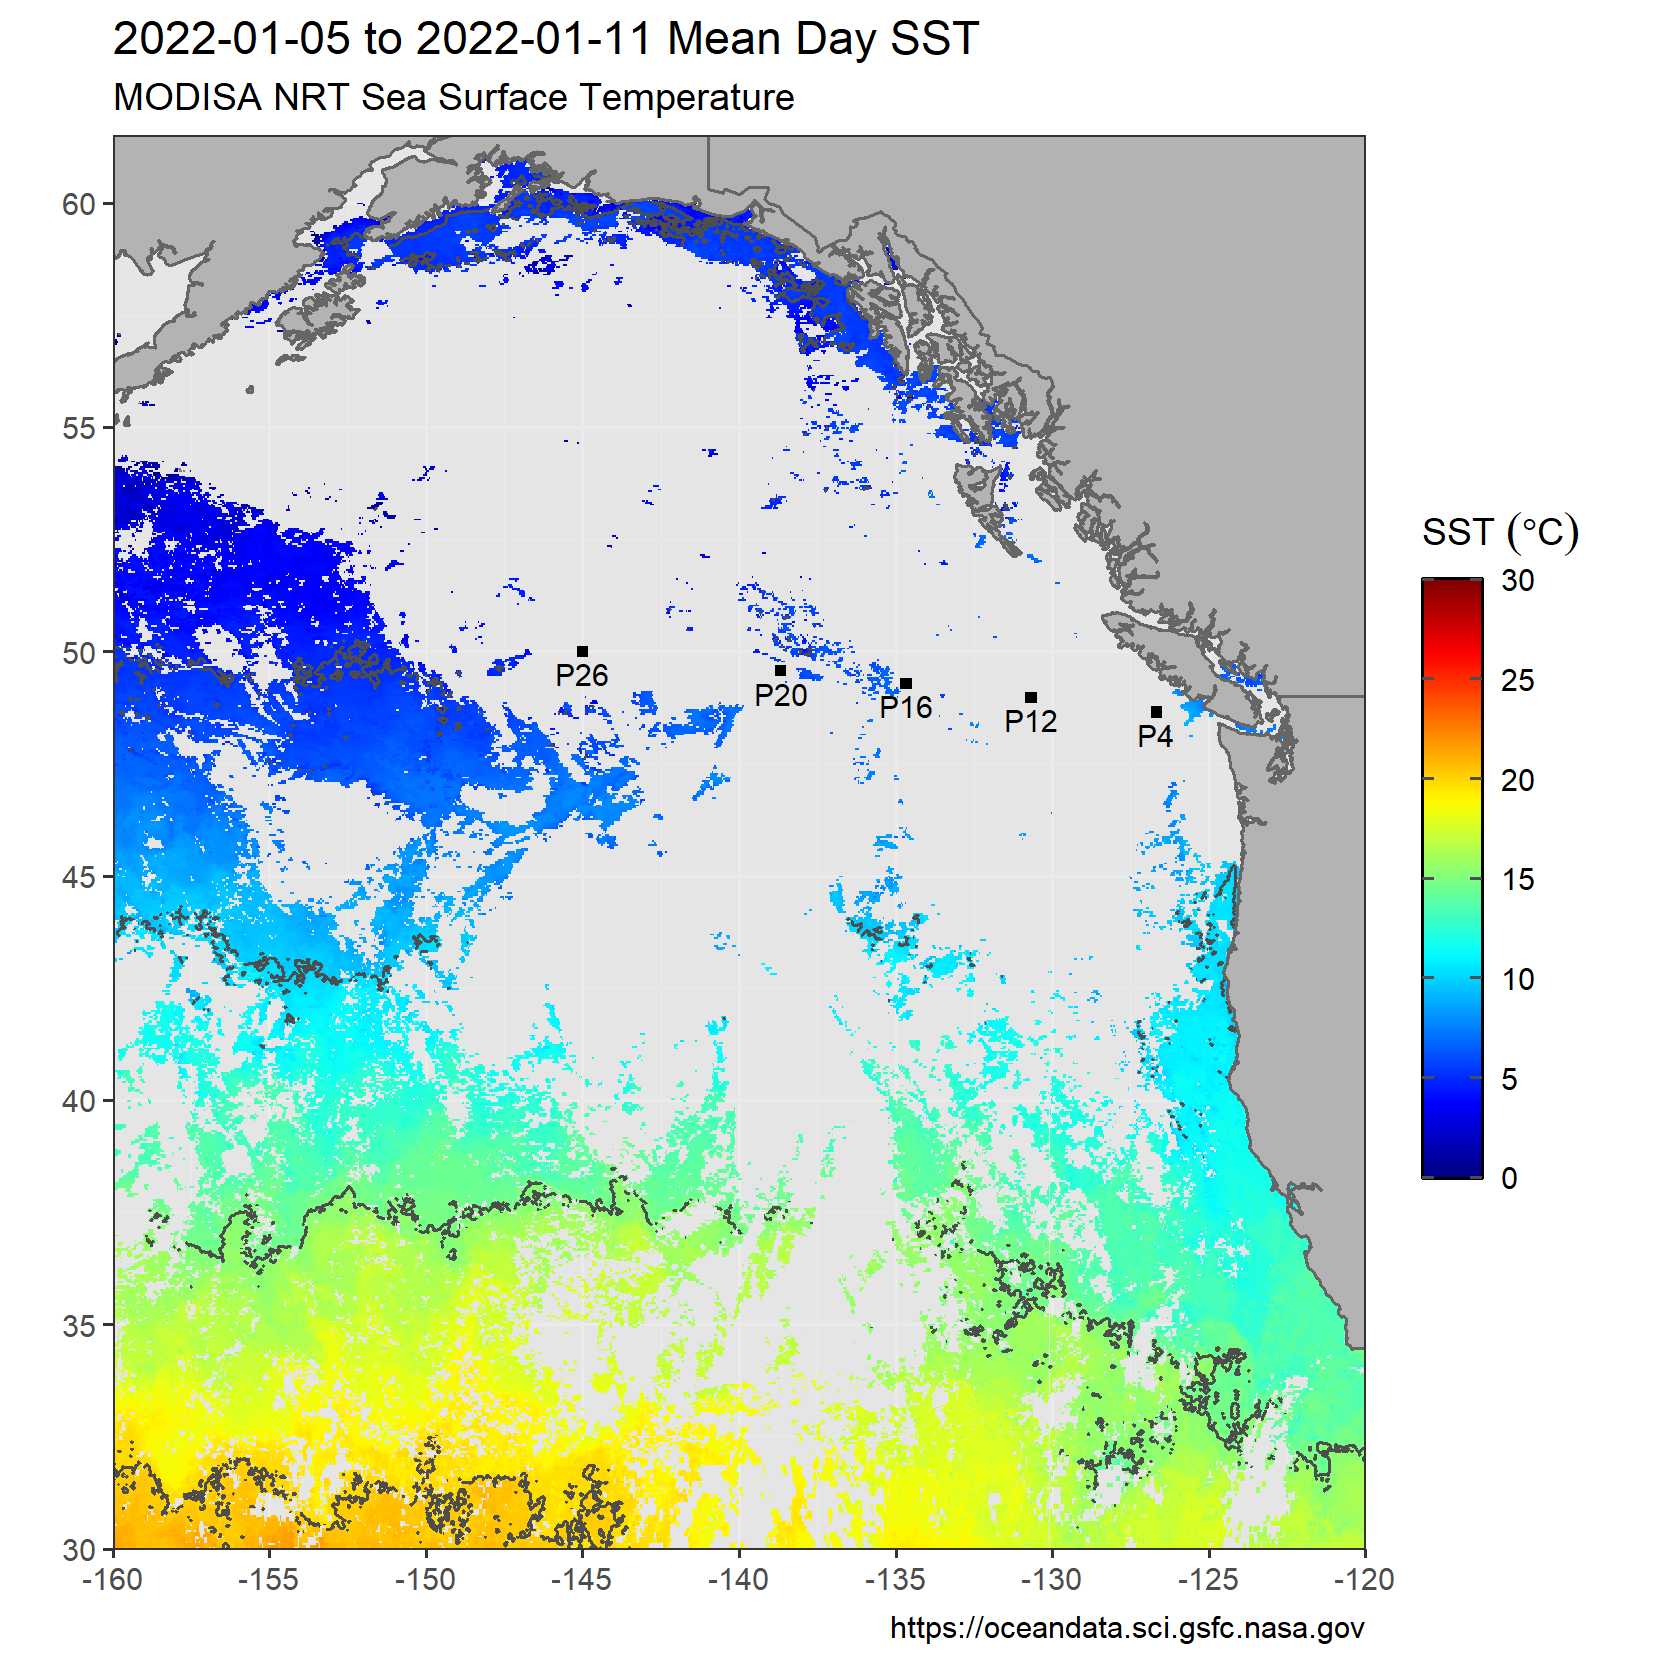 2022-01-05 to 2022-01-11 Mean Day SST
MODISA NRT Sea Surface Temperature
60
55
50
45
40
35
30
-160
-155
-150
-145
-140
-135
-130
-125
-120
P26
P20
P16
P12
P4
SST (°C)
30
25
20
15
10
5
0
https://oceandata.sci.gsfc.nasa.gov